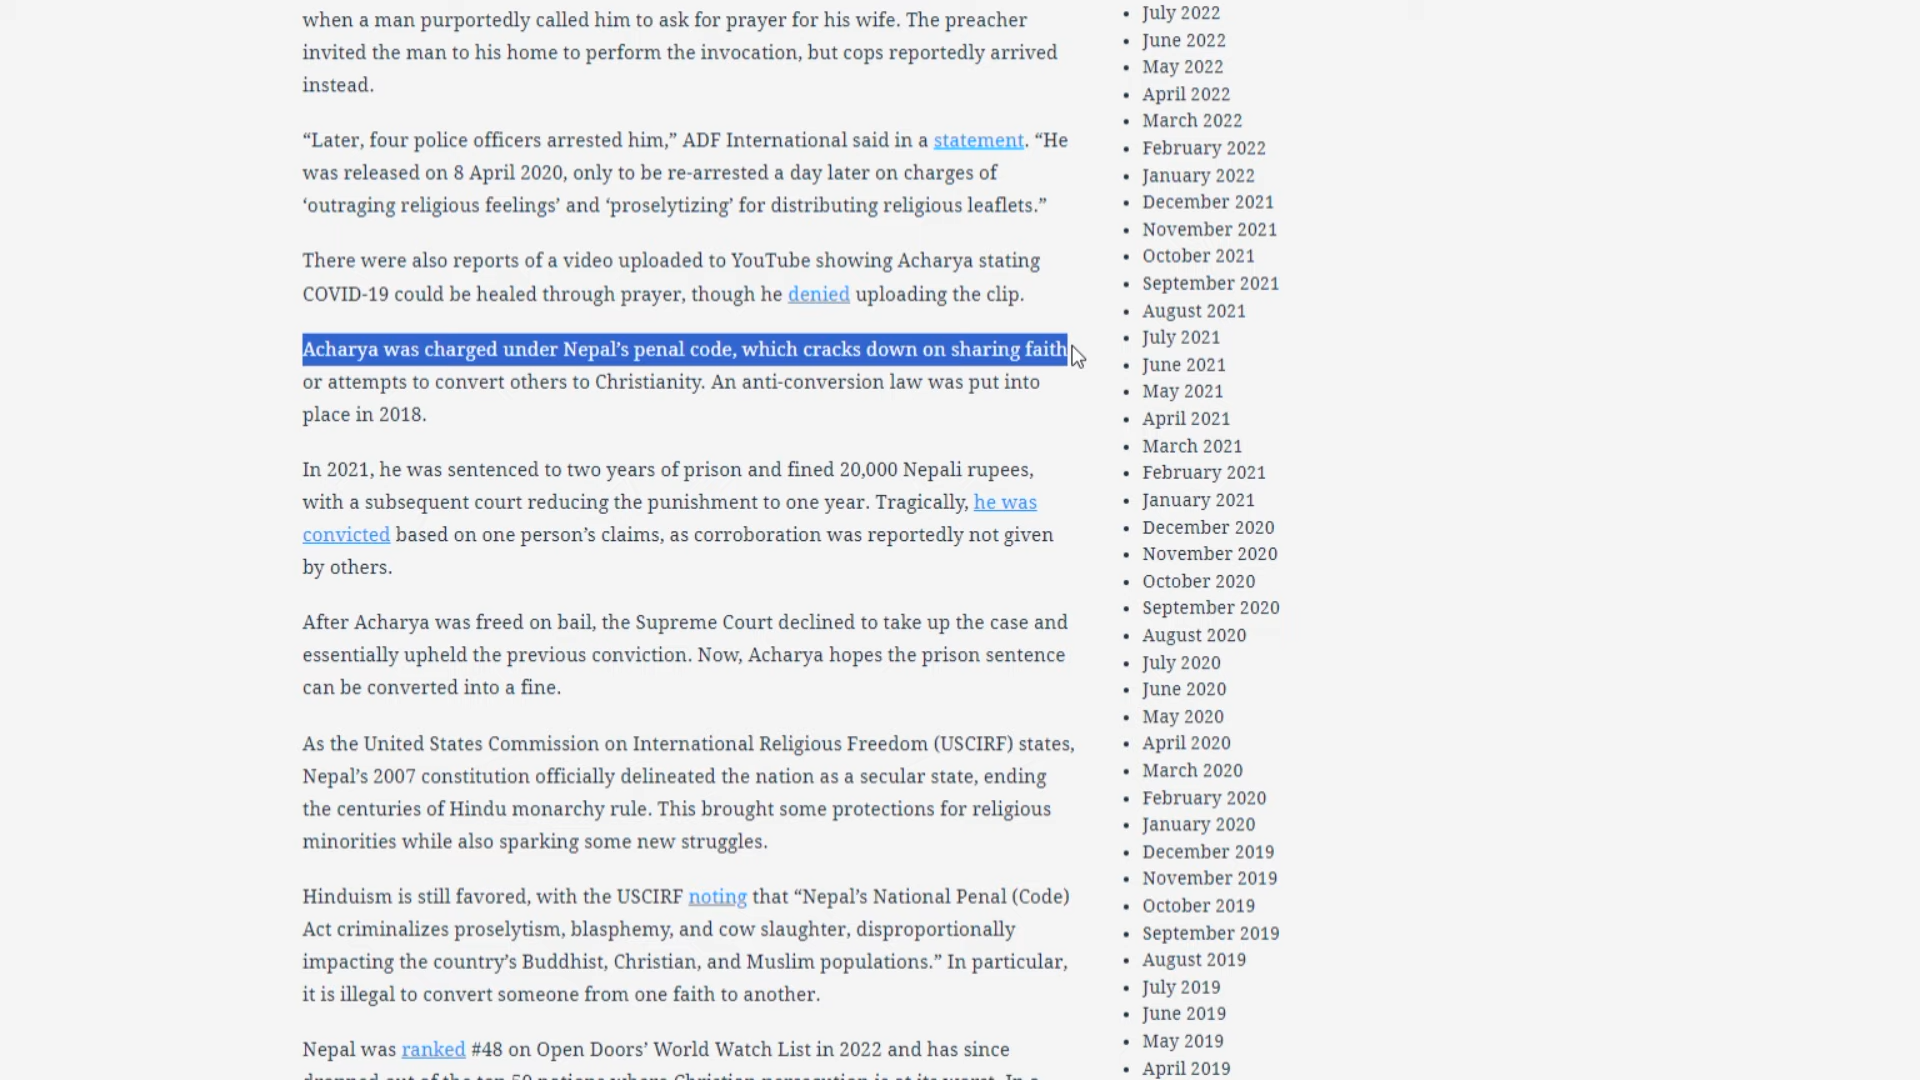 when a man purportedly called him to ask for prayer for his wife. The preacher
invited the man to his home to perform the invocation, but cops reportedly arrived
instead.
“Later, four police officers arrested him,” ADF International said in a statement. “He
was released on 8 April 2020, only to be re-arrested a day later on charges of
‘outraging religious feelings’ and ‘proselytizing’ for distributing religious leaflets.”
There were also reports of a video uploaded to YouTube showing Acharya stating
COVID-19 could be healed through prayer, though he denied uploading the clip.
Acharya was charged under Nepal’s penal code, which cracks down on sharing faith
or attempts to convert others to Christianity. An anti-conversion law was put into
place in 2018.
In 2021, he was sentenced to two years of prison and fined 20,000 Nepali rupees,
with a subsequent court reducing the punishment to one year. Tragically, he was
convicted based on one person’s claims, as corroboration was reportedly not given
by others.
After Acharya was freed on bail, the Supreme Court declined to take up the case and
essentially upheld the previous conviction. Now, Acharya hopes the prison sentence
can be converted into a fine.
As the United States Commission on International Religious Freedom (USCIRF) states,
Nepal’s 2007 constitution officially delineated the nation as a secular state, ending
the centuries of Hindu monarchy rule. This brought some protections for religious
minorities while also sparking some new struggles.
Hinduism is still favored, with the USCIRF noting that “Nepal’s National Penal (Code)
Act criminalizes proselytism, blasphemy, and cow slaughter, disproportionally
impacting the country’s Buddhist, Christian, and Muslim populations.” In particular,
it is illegal to convert someone from one faith to another.
Nepal was ranked #48 on Open Doors’ World Watch List in 2022 and has since
dropped out of the top 50 nations where Christian persecution is at its worst. In a
July 2022
June 2022
May 2022
April 2022
March 2022
February 2022
January 2022
December 2021
November 2021
October 2021
September 2021
August 2021
July 2021
June 2021
May 2021
April 2021
March 2021
February 2021
January 2021
December 2020
November 2020
October 2020
September 2020
August 2020
July 2020
June 2020
May 2020
April 2020
March 2020
February 2020
January 2020
December 2019
November 2019
October 2019
September 2019
August 2019
July 2019
June 2019
May 2019
April 2019